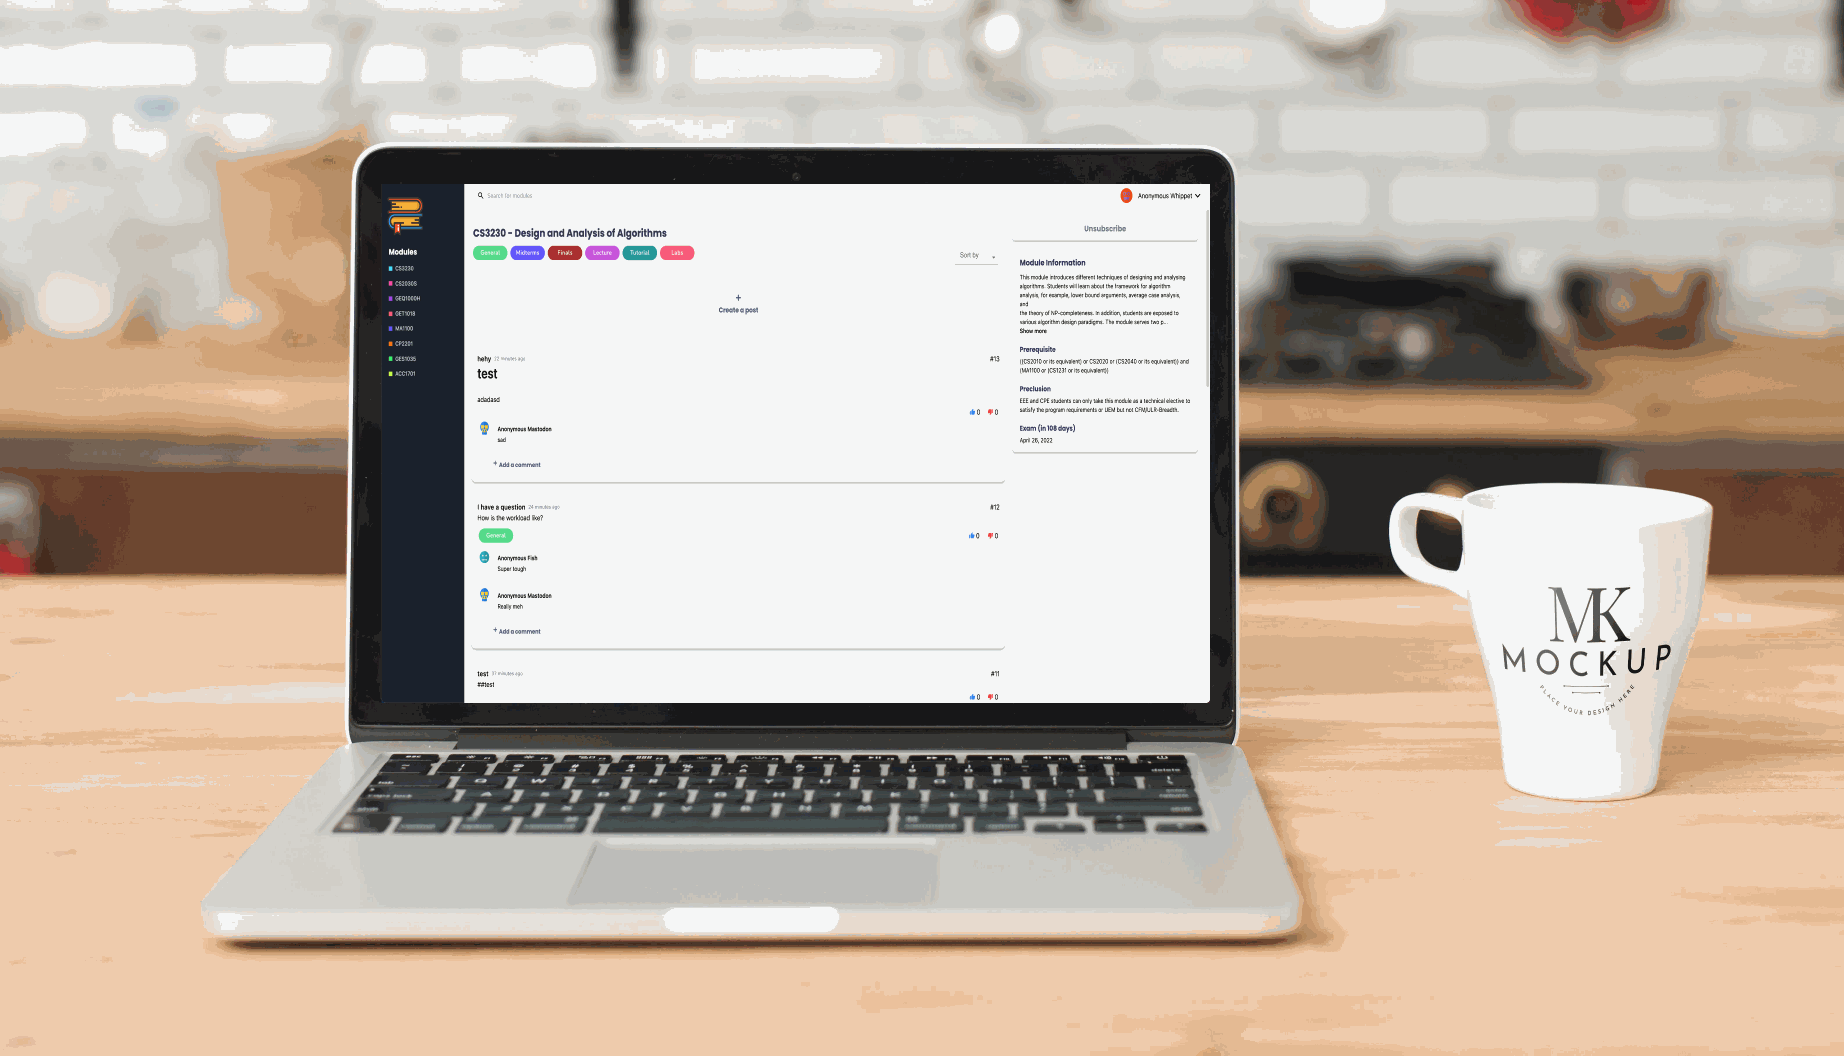 Search for modules
Anonymous Whippet
Modules
CS3230
CS2030S
GEQ1000H
GET1018
MA1100
CP2201
GES1035
ACC1701
CS3230 - Design and Analysis of Algorithms
General Midterms Finals Lecture Tutorial Labs
Sort by
+
Create a post
hehy 22 minutes ago #13
test
adadasd
0 0
Anonymous Mastodon
sad
+ Add a comment
I have a question 24 minutes ago #12
How is the workload like?
General
0 0
Anonymous Fish
Super tough
Anonymous Mastodon
Really meh
+ Add a comment
test 37 minutes ago #11
##test
0 0
Unsubscribe
Module Information
This module introduces different techniques of designing and analysing
algorithms. Students will learn about the framework for algorithm
analysis, for example, lower bound arguments, average case analysis,
and
the theory of NP-completeness. In addition, students are exposed to
various algorithm design paradigms. The module serves two p...
Show more
Prerequisite
((CS2010 or its equivalent) or CS2020 or (CS2040 or its equivalent)) and
(MA1100 or (CS1231 or its equivalent))
Preclusion
EEE and CPE students can only take this module as a technical elective to
satisfy the program requirements or UEM but not CFM/ULR-Breadth.
Exam (in 108 days)
April 26, 2022
MK
MOCKUP
PLACE YOUR DESIGN HERE